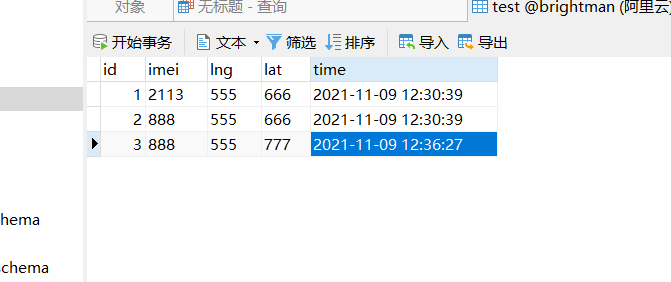 对象 无标题 - 查询 test @brightman (阿里云)
开始事务 文本 筛选 排序 导入 导出
id imei lng lat time
1 2113 555 666 2021-11-09 12:30:39
2 888 555 666 2021-11-09 12:30:39
3 888 555 777 2021-11-09 12:36:27
hema
schema